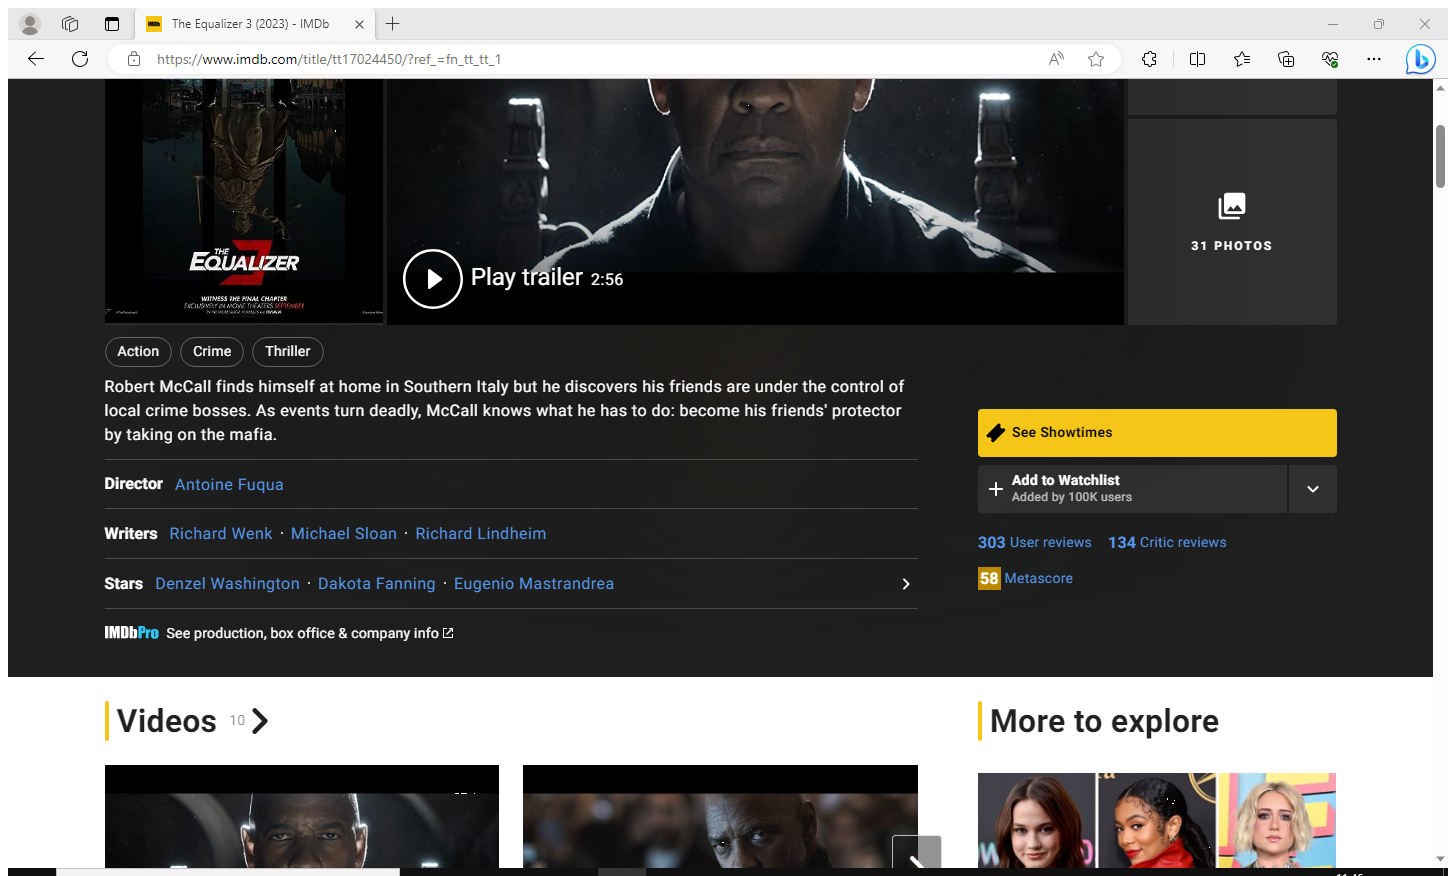 The Equalizer 3 (2023) - IMDb
https://www.imdb.com/title/tt17024450/?ref_=fn_tt_tt_1
THE
EQUALIZER
3
WITNESS THE FINAL CHAPTER
EXCLUSIVELY IN MOVIE THEATERS SEPTEMBER
Play trailer 2:56
31 PHOTOS
Action
Crime
Thriller
Robert McCall finds himself at home in Southern Italy but he discovers his friends are under the control of
local crime bosses. As events turn deadly, McCall knows what he has to do: become his friends' protector
by taking on the mafia.
See Showtimes
Add to Watchlist
Added by 100K users
Director Antoine Fuqua
Writers Richard Wenk · Michael Sloan · Richard Lindheim
303 User reviews 134 Critic reviews
Stars Denzel Washington · Dakota Fanning · Eugenio Mastrandrea
58 Metascore
IMDbPro See production, box office & company info
Videos 10
More to explore